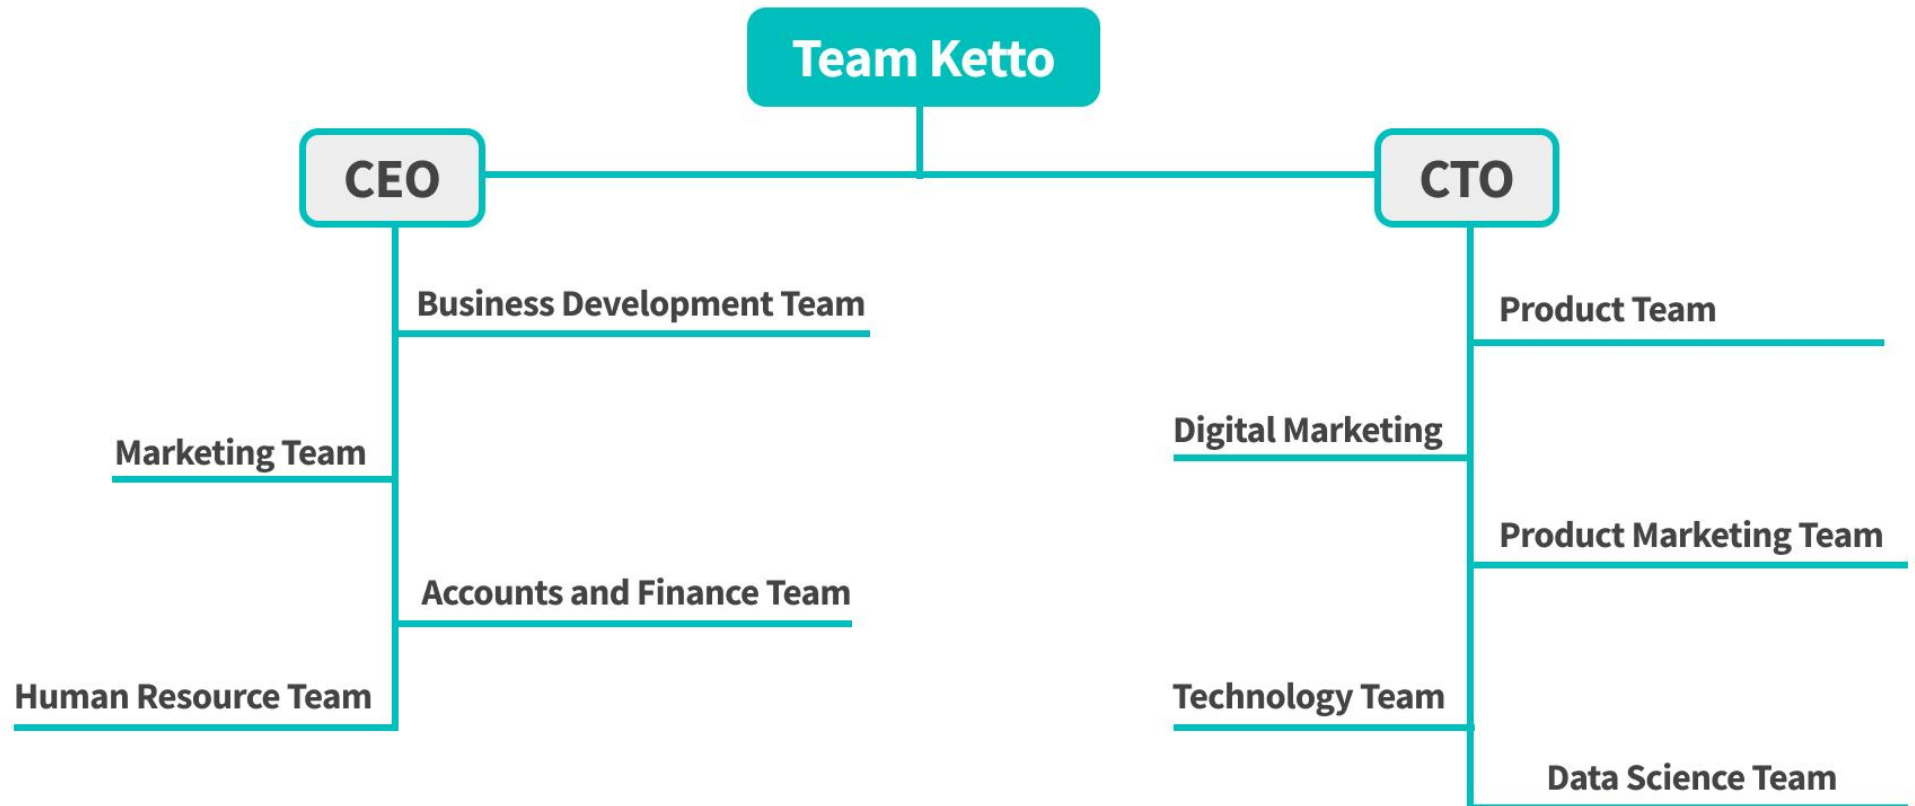 Team Ketto
CEO
CTO
Business Development Team
Marketing Team
Accounts and Finance Team
Human Resource Team
Product Team
Digital Marketing
Product Marketing Team
Technology Team
Data Science Team